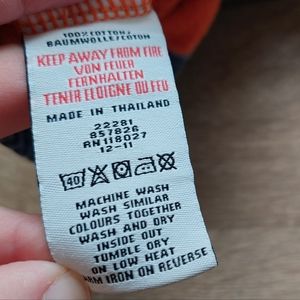 100% COTTON/
BAUMWOLLE/COTON
KEEP AWAY FROM FIRE
VON FEUER
FERNHALTEN
TENIR ELOIGNE DU FEU
MADE IN THAILAND
22281
857826
RN118027
12-11
40
MACHINE WASH
WASH SIMILAR
COLOURS TOGETHER
WASH AND DRY
INSIDE OUT
TUMBLE DRY
ON LOW HEAT
ARM IRON ON REVERSE